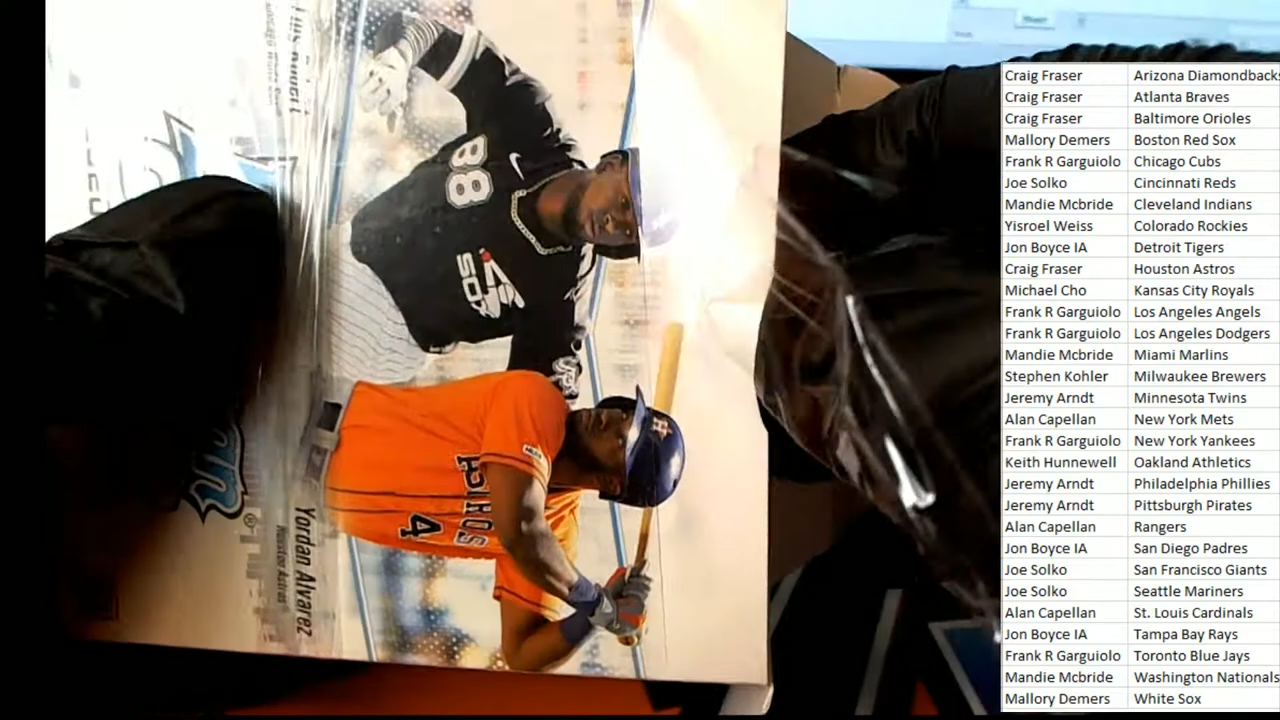 Luis Robert
Chicago White Sox
88
SOX
ASTROS
4
Yordan Alvarez
Houston Astros
Craig Fraser Arizona Diamondbacks
Craig Fraser Atlanta Braves
Craig Fraser Baltimore Orioles
Mallory Demers Boston Red Sox
Frank R Garguiolo Chicago Cubs
Joe Solko Cincinnati Reds
Mandie Mcbride Cleveland Indians
Yisroel Weiss Colorado Rockies
Jon Boyce IA Detroit Tigers
Craig Fraser Houston Astros
Michael Cho Kansas City Royals
Frank R Garguiolo Los Angeles Angels
Frank R Garguiolo Los Angeles Dodgers
Mandie Mcbride Miami Marlins
Stephen Kohler Milwaukee Brewers
Jeremy Arndt Minnesota Twins
Alan Capellan New York Mets
Frank R Garguiolo New York Yankees
Keith Hunnewell Oakland Athletics
Jeremy Arndt Philadelphia Phillies
Jeremy Arndt Pittsburgh Pirates
Alan Capellan Rangers
Jon Boyce IA San Diego Padres
Joe Solko San Francisco Giants
Joe Solko Seattle Mariners
Alan Capellan St. Louis Cardinals
Jon Boyce IA Tampa Bay Rays
Frank R Garguiolo Toronto Blue Jays
Mandie Mcbride Washington Nationals
Mallory Demers White Sox